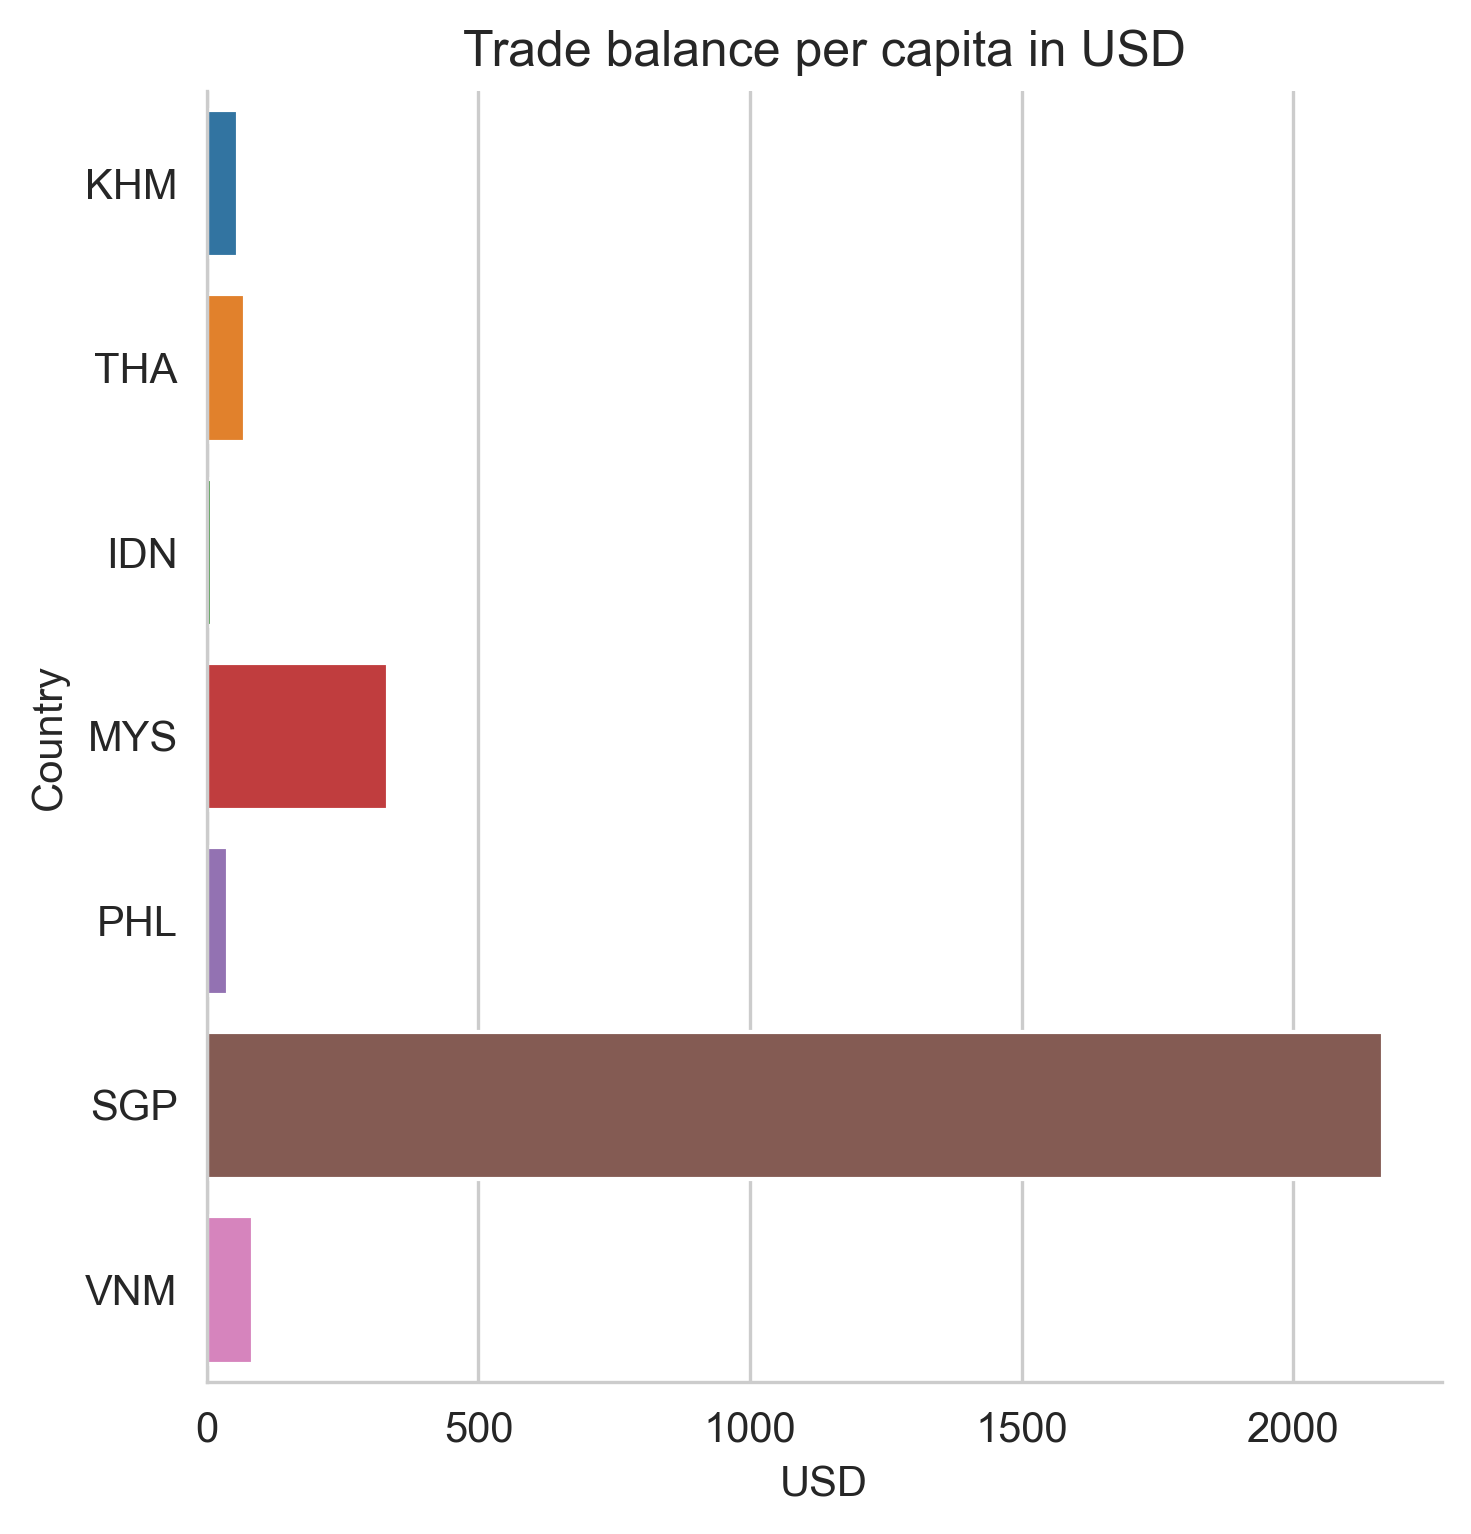 Trade balance per capita in USD
Country
KHM
THA
IDN
MYS
PHL
SGP
VNM
0 500 1000 1500 2000
USD